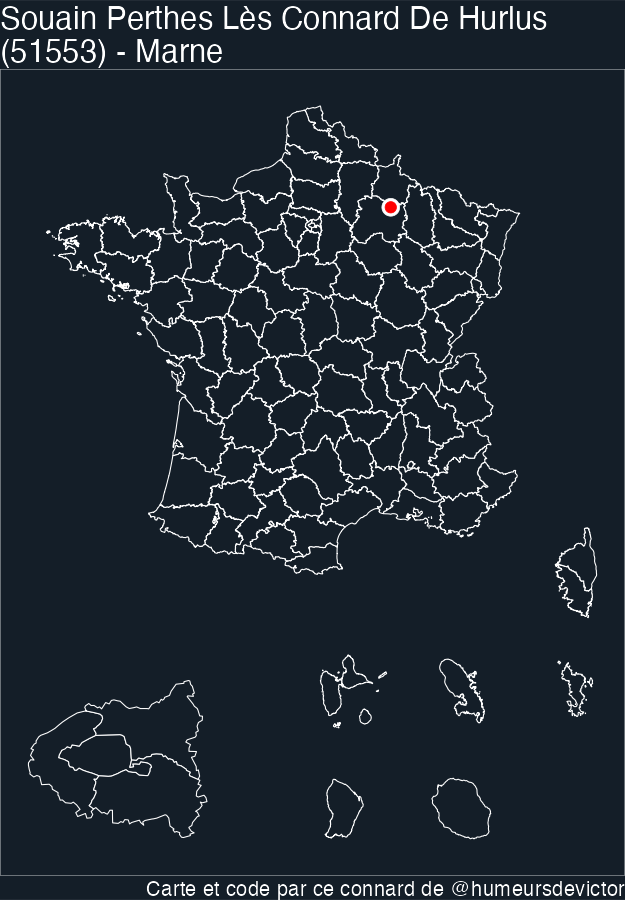 Souain Perthes Lès Connard De Hurlus
(51553) - Marne
Carte et code par ce connard de @humeursdevictor